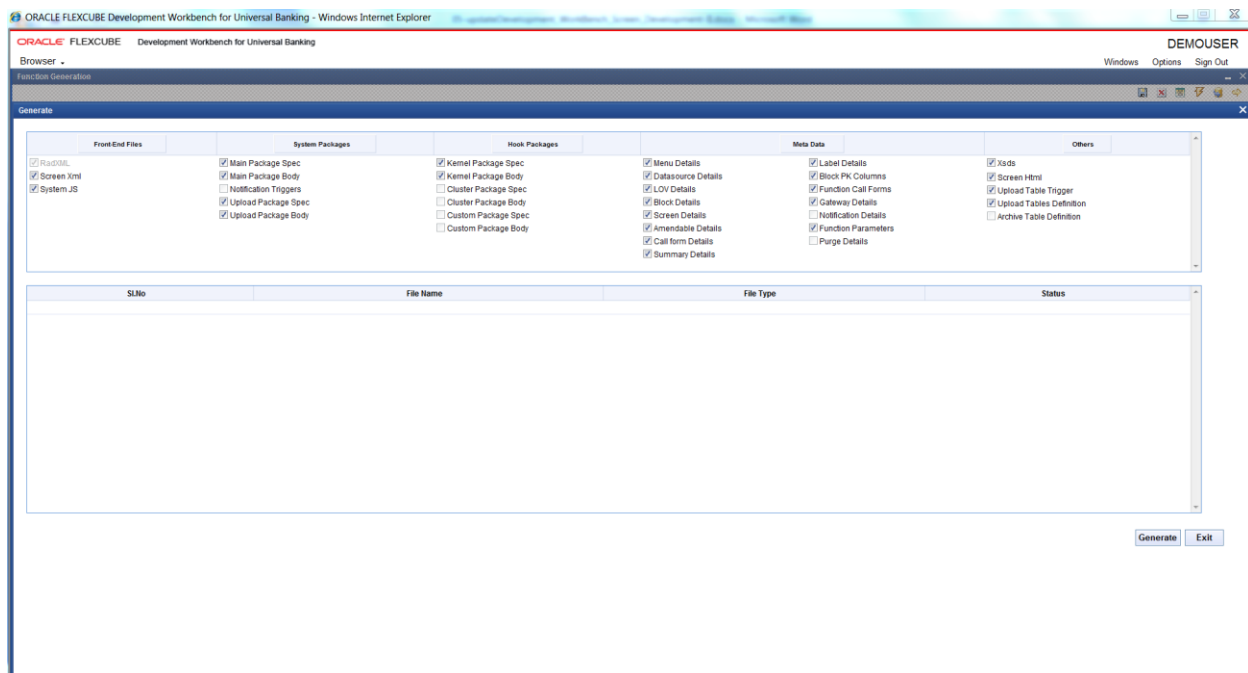 ORACLE FLEXCUBE Development Workbench for Universal Banking - Windows Internet Explorer
ORACLE FLEXCUBE Development Workbench for Universal Banking
DEMOUSER
Browser
Windows Options Sign Out
Function Generation
Generate
Front-End Files System Packages Hook Packages Meta Data Others
RadXML Main Package Spec Kernel Package Spec Menu Details Label Details Xsds
Screen Xml Main Package Body Kernel Package Body Datasource Details Block PK Columns Screen Html
System JS Notification Triggers Cluster Package Spec LOV Details Function Call Forms Upload Table Trigger
Upload Package Spec Cluster Package Body Block Details Gateway Details Upload Tables Definition
Upload Package Body Custom Package Spec Screen Details Notification Details Archive Table Definition
Custom Package Body Amendable Details Function Parameters
Call form Details Purge Details
Summary Details
Sl.No File Name File Type Status
Generate Exit